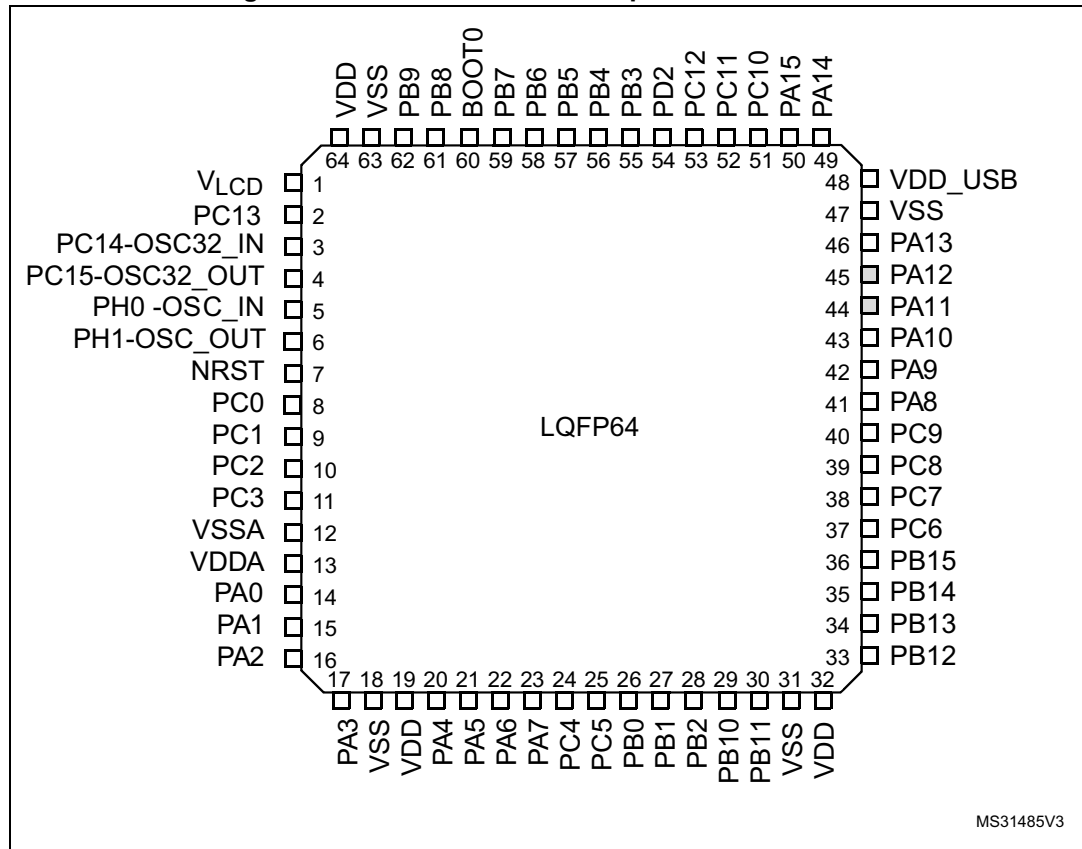 VDD VSS PB9 PB8 BOOT0 PB7 PB6 PB5 PB4 PB3 PD2 PC12 PC11 PC10 PA15 PA14
64 63 62 61 60 59 58 57 56 55 54 53 52 51 50 49
VLCD 1 48 VDD_USB
PC13 2 47 VSS
PC14-OSC32_IN 3 46 PA13
PC15-OSC32_OUT 4 45 PA12
PH0 -OSC_IN 5 44 PA11
PH1-OSC_OUT 6 43 PA10
NRST 7 42 PA9
PC0 8 41 PA8
PC1 9 LQFP64 40 PC9
PC2 10 39 PC8
PC3 11 38 PC7
VSSA 12 37 PC6
VDDA 13 36 PB15
PA0 14 35 PB14
PA1 15 34 PB13
PA2 16 33 PB12
17 18 19 20 21 22 23 24 25 26 27 28 29 30 31 32
PA3 VSS VDD PA4 PA5 PA6 PA7 PC4 PC5 PB0 PB1 PB2 PB10 PB11 VSS VDD
MS31485V3